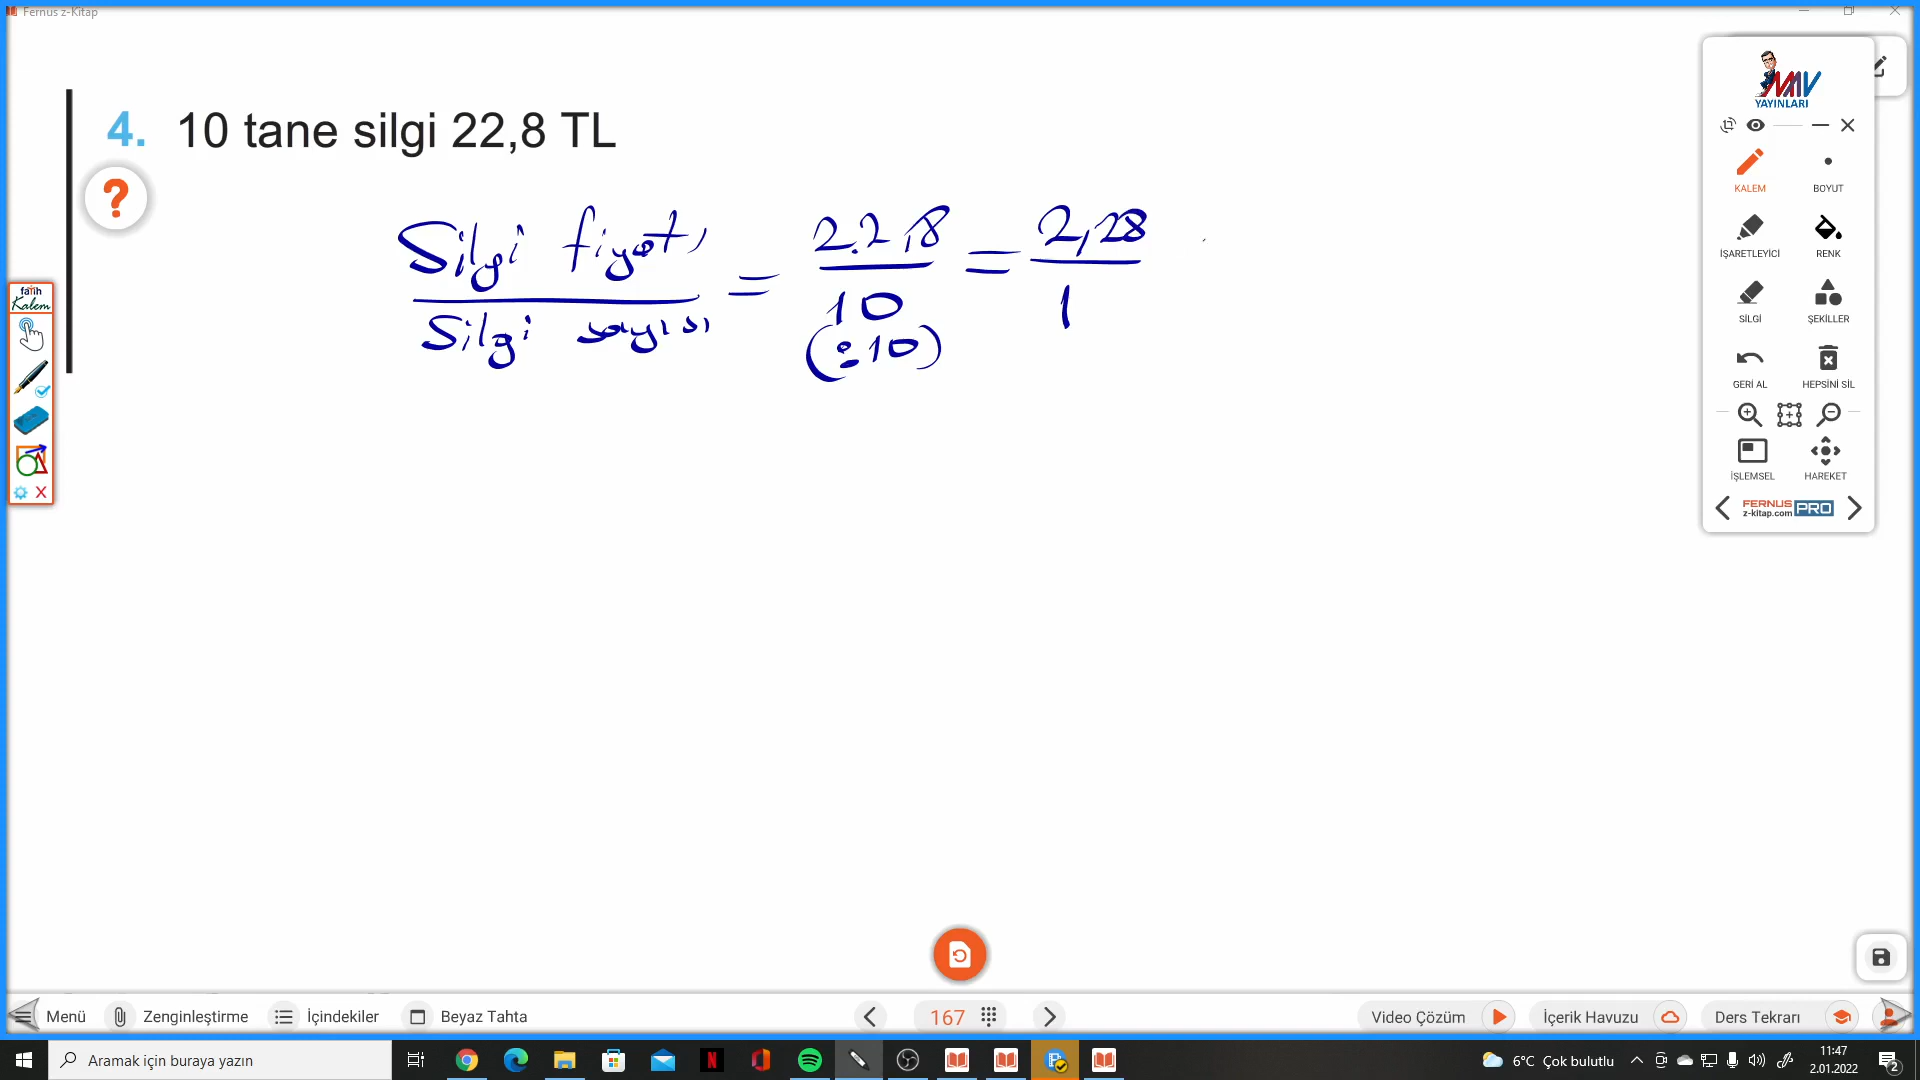 Fernus z-Kitap
4. 10 tane silgi 22,8 TL
?
Silgi fiyatı / Silgi sayısı = 22,8 / 10 = 2,28 / 1
(:10)
fatih
Kalem
MAV
YAYINLARI
KALEM BOYUT
İŞARETLEYİCİ RENK
SİLGİ ŞEKİLLER
GERİ AL HEPSİNİ SİL
İŞLEMSEL HAREKET
FERNUS PRO
z-kitap.com
Menü Zenginleştirme İçindekiler Beyaz Tahta 167 Video Çözüm İçerik Havuzu Ders Tekrarı
Aramak için buraya yazın 6°C Çok bulutlu 11:47
2.01.2022 2